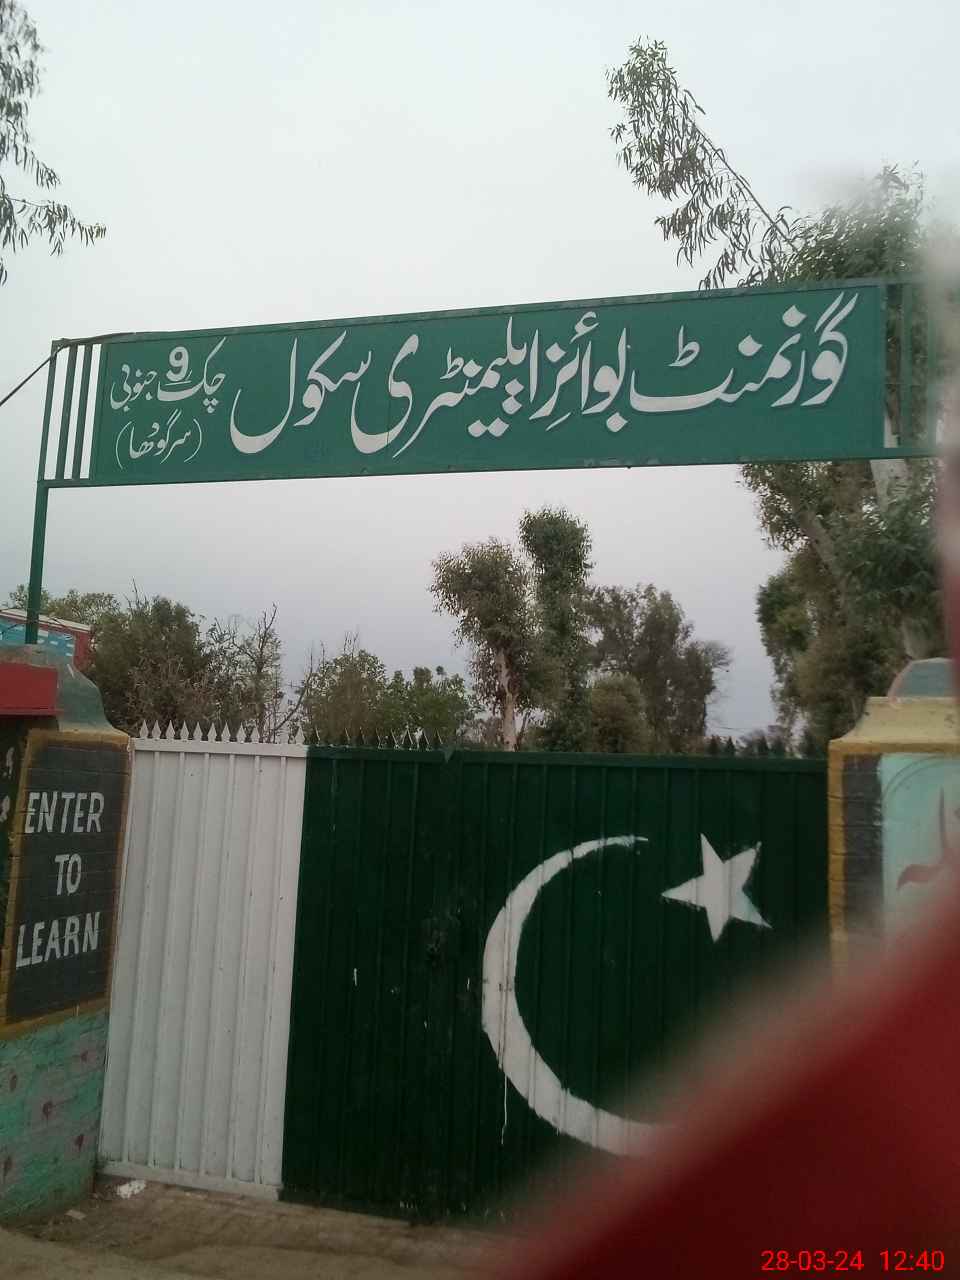 گورنمنٹ بوائز ایلیمنٹری سکول چک 9 جنوبی
(سرگودھا)
ENTER
TO
LEARN
28-03-24 12:40